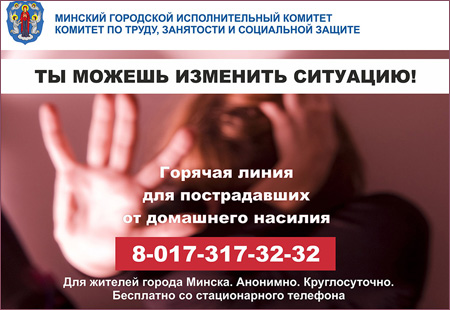 МИНСКИЙ ГОРОДСКОЙ ИСПОЛНИТЕЛЬНЫЙ КОМИТЕТ
КОМИТЕТ ПО ТРУДУ, ЗАНЯТОСТИ И СОЦИАЛЬНОЙ ЗАЩИТЕ
ТЫ МОЖЕШЬ ИЗМЕНИТЬ СИТУАЦИЮ!
Горячая линия
для пострадавших
от домашнего насилия
8-017-317-32-32
Для жителей города Минска. Анонимно. Круглосуточно.
Бесплатно со стационарного телефона